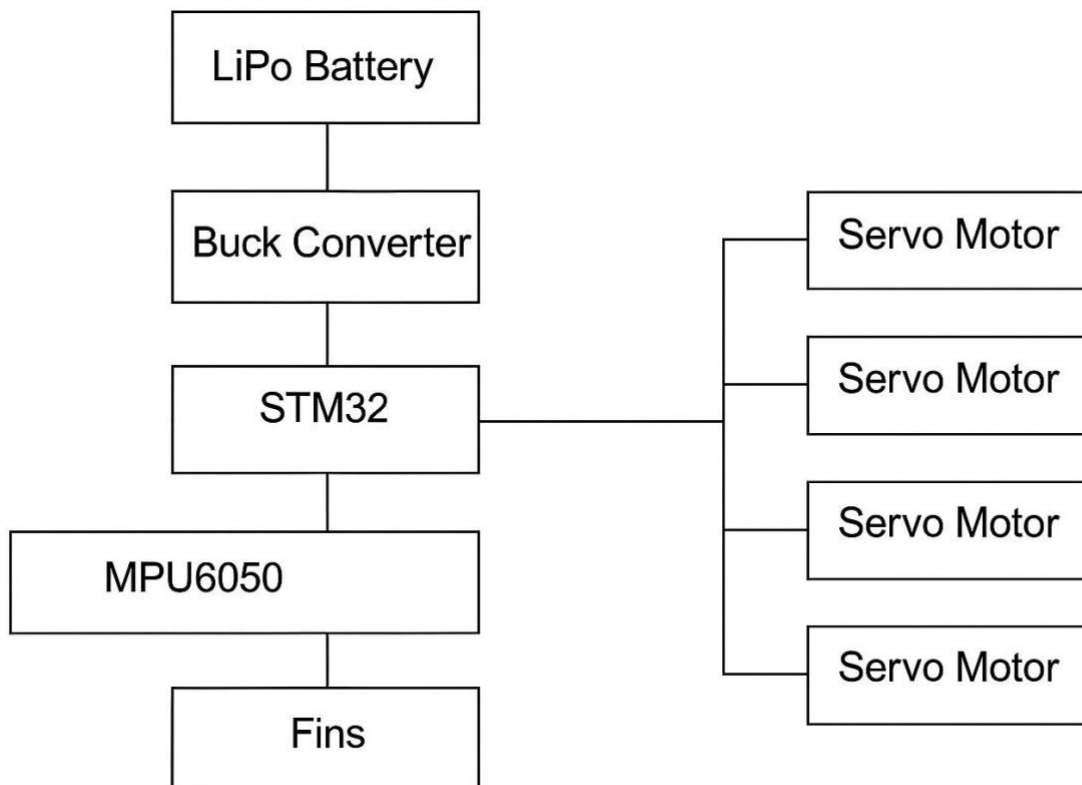 LiPo Battery
Buck Converter
STM32
MPU6050
Fins
Servo Motor
Servo Motor
Servo Motor
Servo Motor